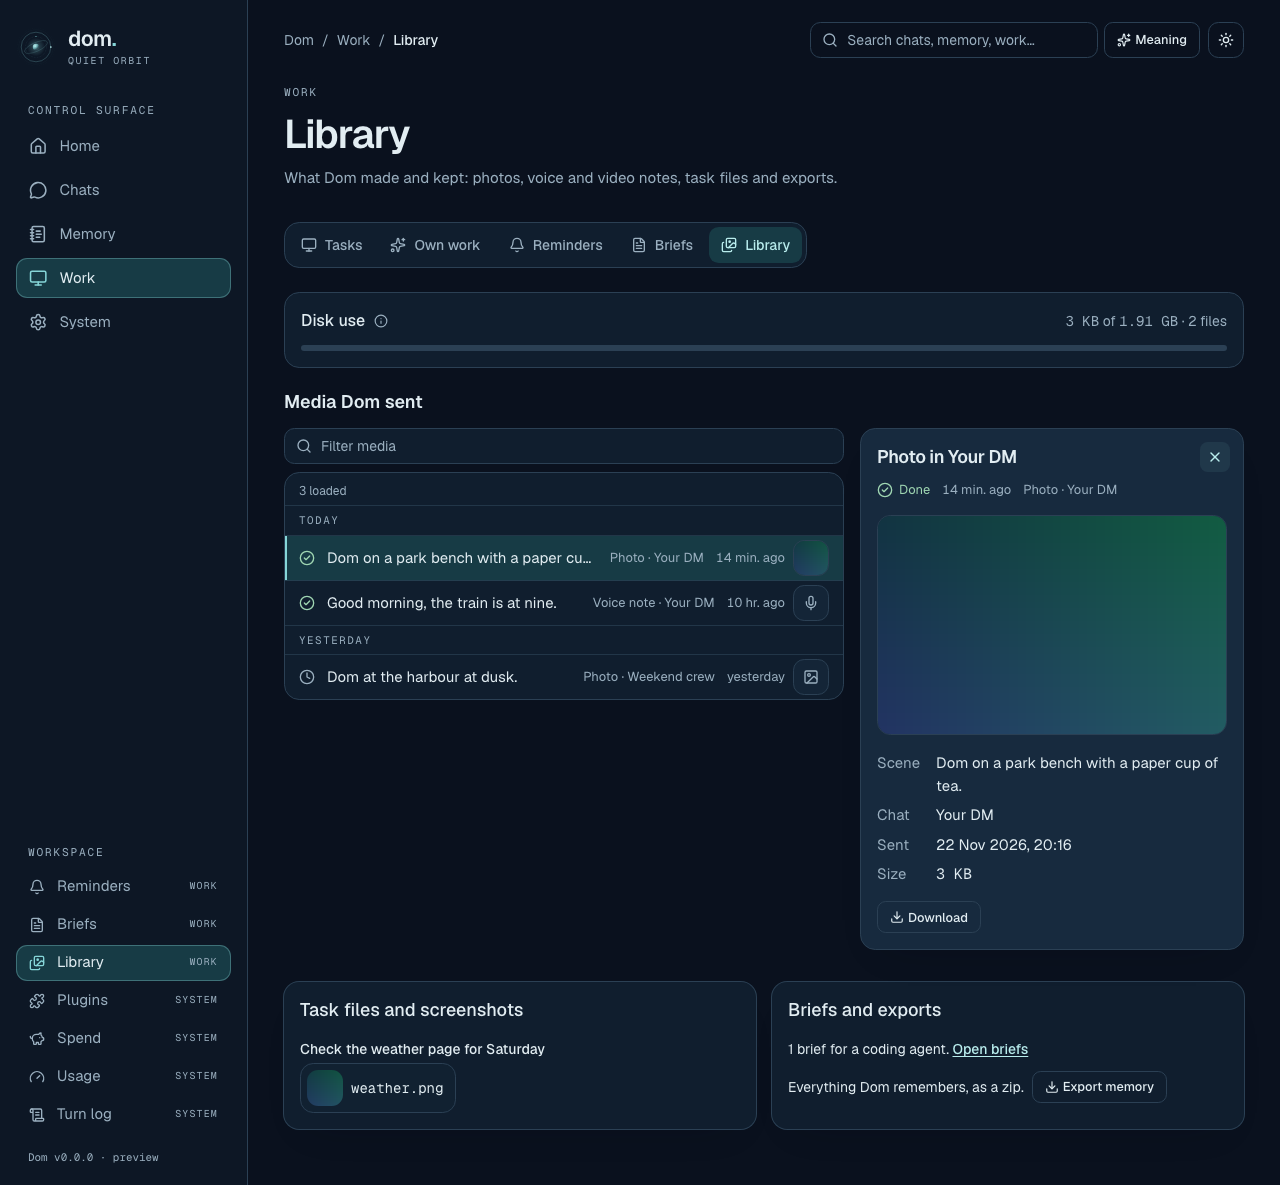 dom.
QUIET ORBIT
CONTROL SURFACE
Home
Chats
Memory
Work
System
WORKSPACE
Reminders WORK
Briefs WORK
Library WORK
Plugins SYSTEM
Spend SYSTEM
Usage SYSTEM
Turn log SYSTEM
Dom v0.0.0 · preview
Dom / Work / Library
Search chats, memory, work…
Meaning
WORK
Library
What Dom made and kept: photos, voice and video notes, task files and exports.
Tasks Own work Reminders Briefs Library
Disk use 3 KB of 1.91 GB · 2 files
Media Dom sent
Filter media
3 loaded
TODAY
Dom on a park bench with a paper cu… Photo · Your DM 14 min. ago
Good morning, the train is at nine. Voice note · Your DM 10 hr. ago
YESTERDAY
Dom at the harbour at dusk. Photo · Weekend crew yesterday
Photo in Your DM
Done 14 min. ago Photo · Your DM
Scene Dom on a park bench with a paper cup of
tea.
Chat Your DM
Sent 22 Nov 2026, 20:16
Size 3 KB
Download
Task files and screenshots
Check the weather page for Saturday
weather.png
Briefs and exports
1 brief for a coding agent. Open briefs
Everything Dom remembers, as a zip. Export memory